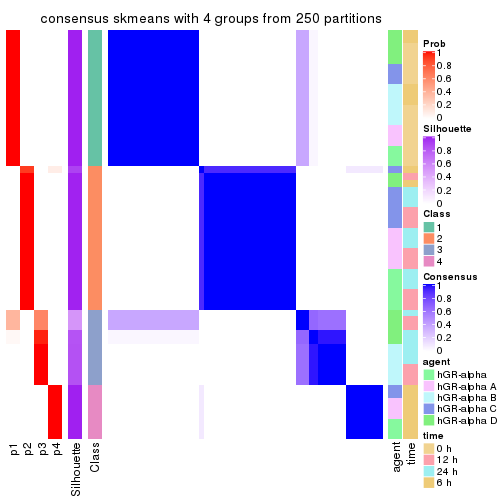 consensus skmeans with 4 groups from 250 partitions
Prob
1
0.8
0.6
0.4
0.2
0
Silhouette
1
0.8
0.6
0.4
0.2
0
Class
1
2
3
4
Consensus
1
0.8
0.6
0.4
0.2
0
agent
hGR-alpha
hGR-alpha A
hGR-alpha B
hGR-alpha C
hGR-alpha D
time
0 h
12 h
24 h
6 h
p1
p2
p3
p4
Silhouette
Class
agent
time